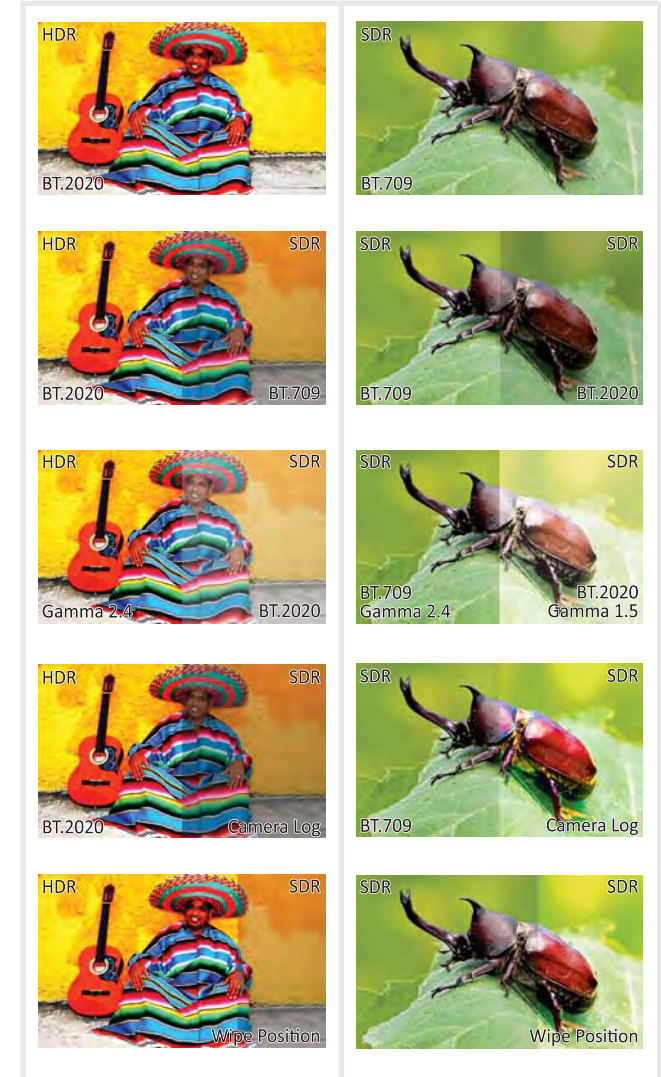 HDR
BT.2020
SDR
BT.709
HDR SDR
BT.2020 BT.709
SDR SDR
BT.709 BT.2020
HDR SDR
Gamma 2.4 BT.2020
SDR SDR
BT.709 BT.2020
Gamma 2.4 Gamma 1.5
HDR SDR
BT.2020 Camera Log
SDR SDR
BT.709 Camera Log
HDR SDR
Wipe Position
SDR SDR
Wipe Position